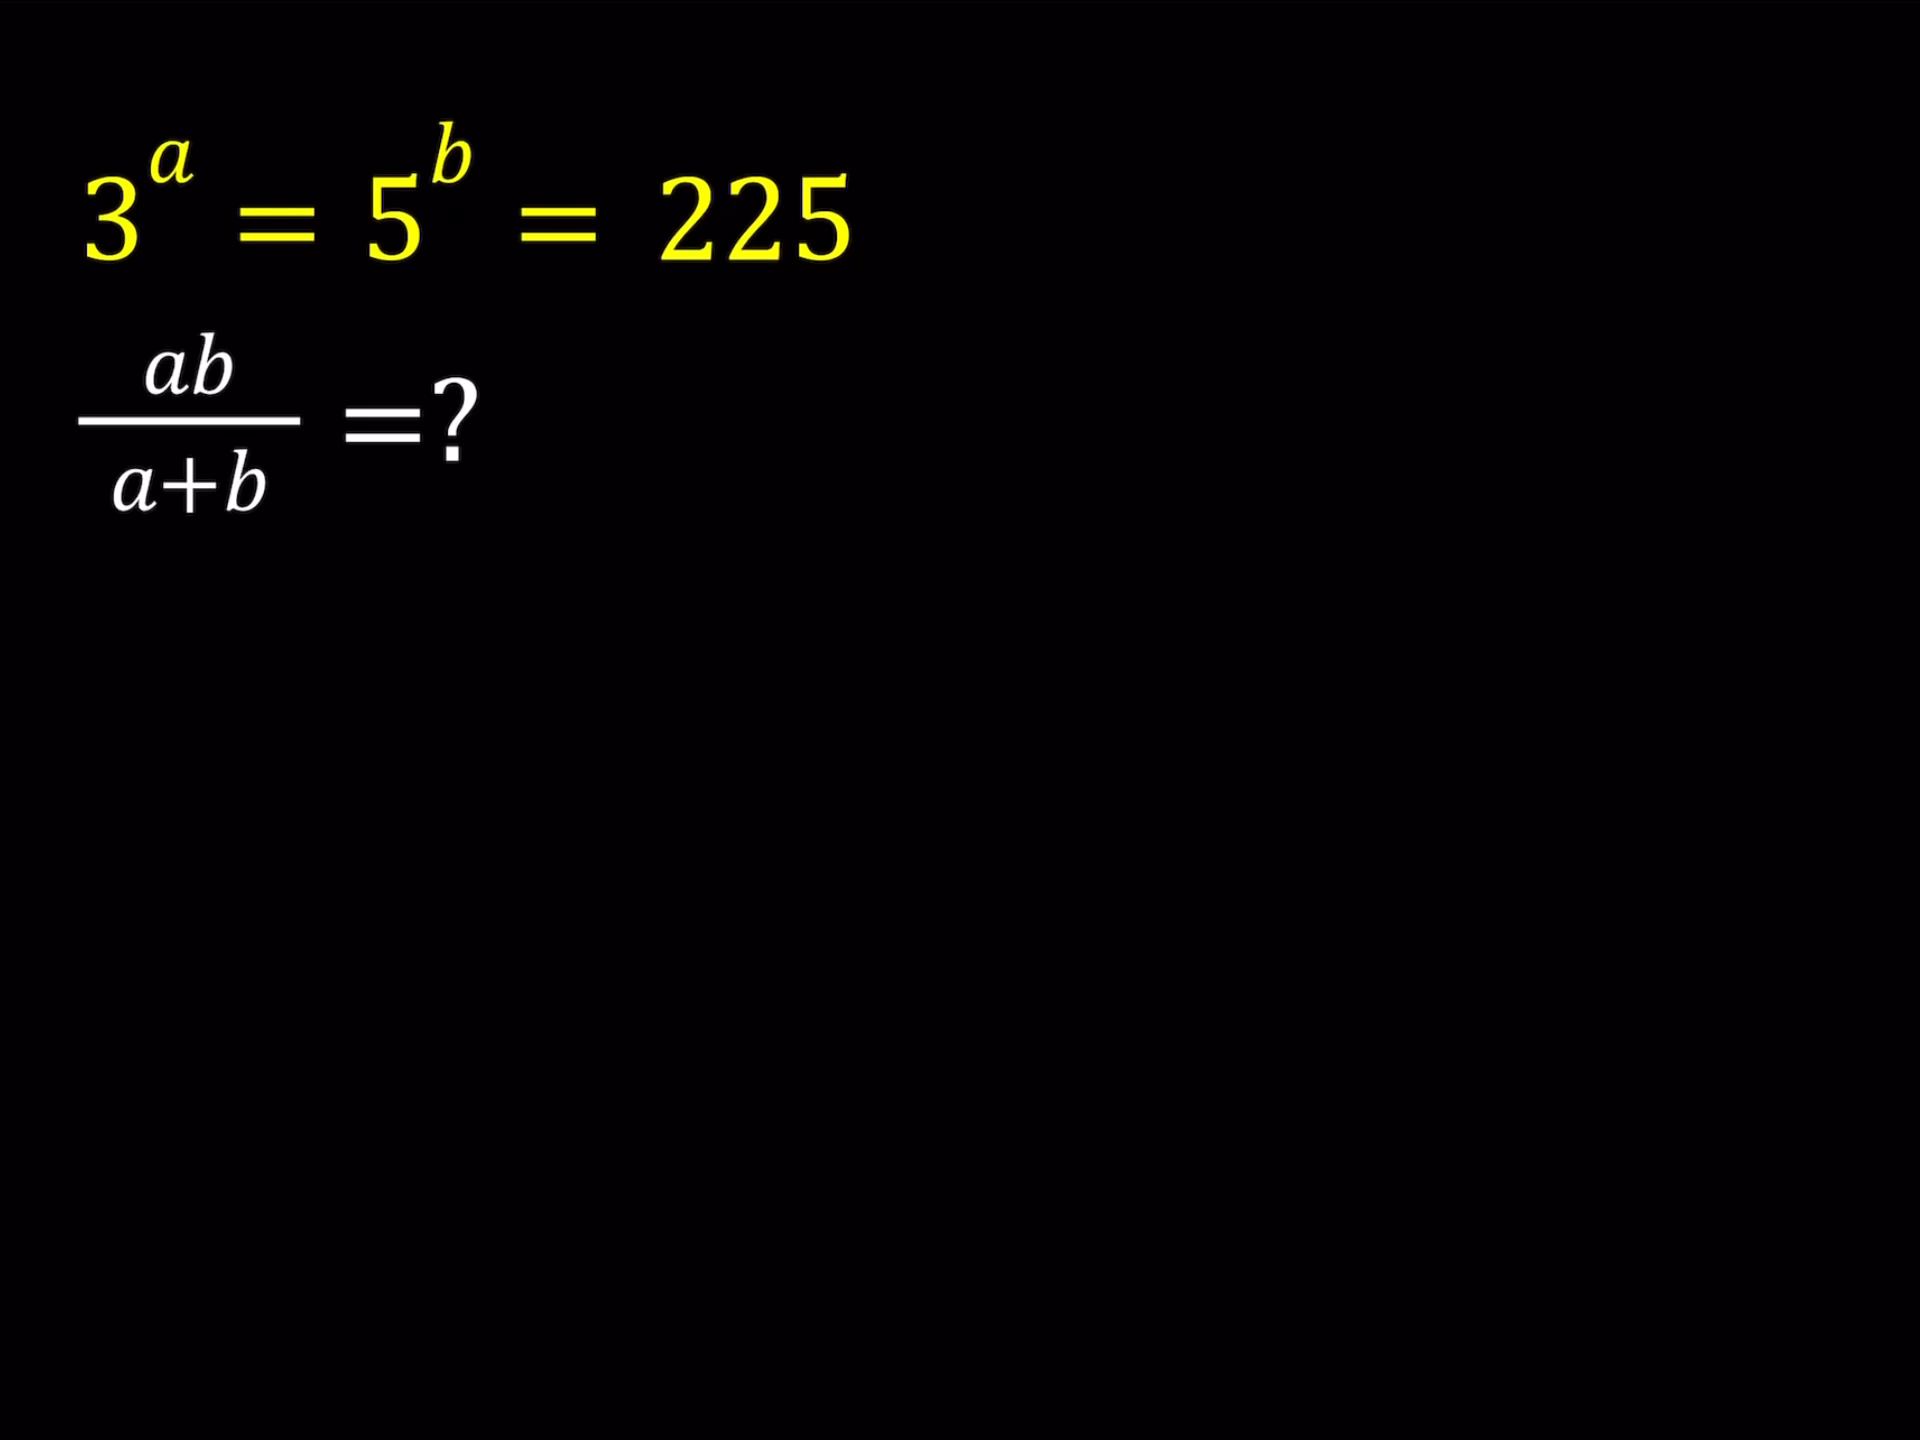 3^a = 5^b = 225
ab
a+b
=?